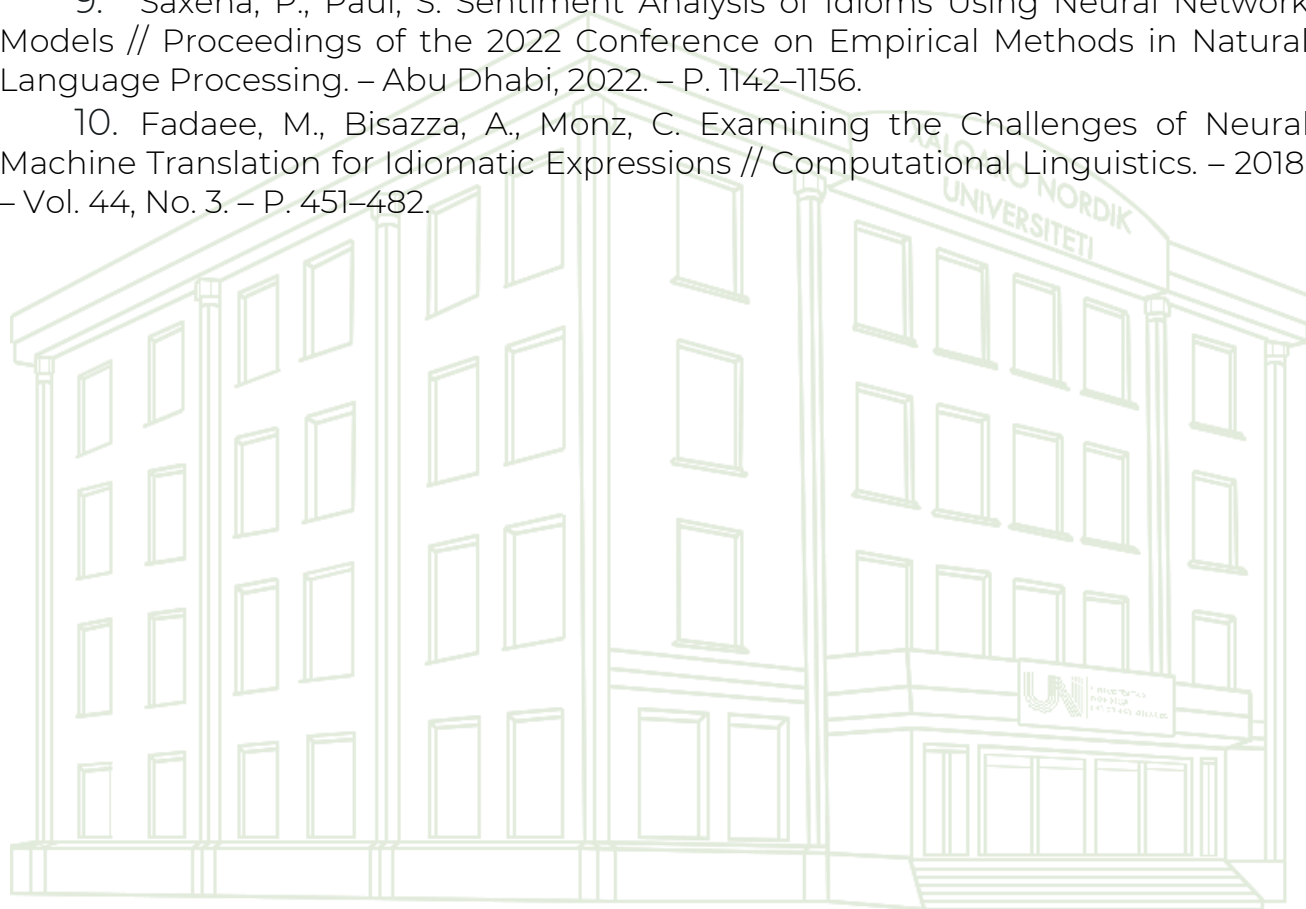 9. Saxena, P., Paul, S. Sentiment Analysis of Idioms Using Neural Network
Models // Proceedings of the 2022 Conference on Empirical Methods in Natural
Language Processing. – Abu Dhabi, 2022. – P. 1142–1156.
10. Fadaee, M., Bisazza, A., Monz, C. Examining the Challenges of Neural
Machine Translation for Idiomatic Expressions // Computational Linguistics. – 2018
– Vol. 44, No. 3. – P. 451–482.
XALQARO NORDIK
UNIVERSITETI
UNI